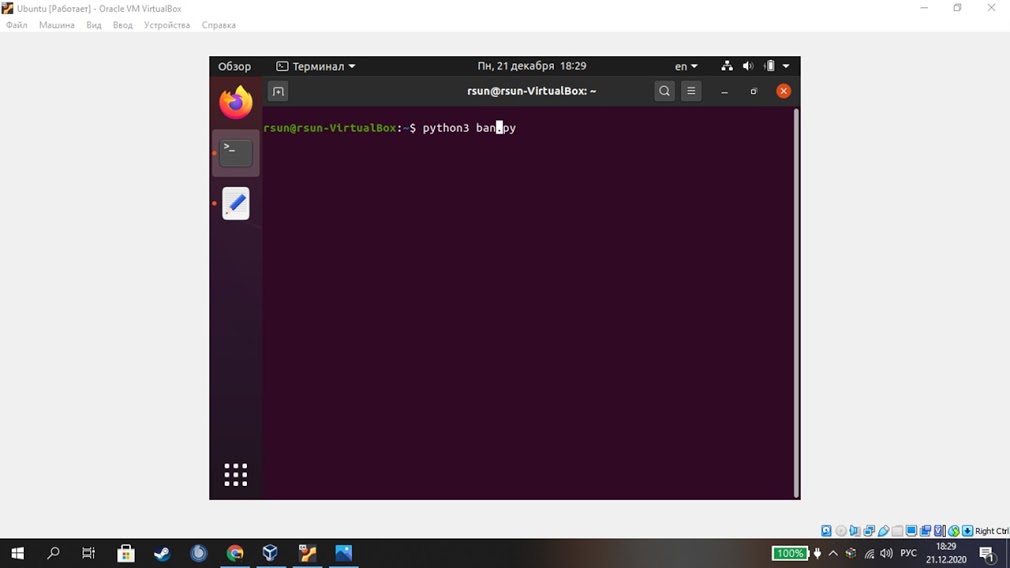 Ubuntu [Работает] - Oracle VM VirtualBox
Файл Машина Вид Ввод Устройства Справка
Обзор Терминал Пн, 21 декабря 18:29 en
rsun@rsun-VirtualBox: ~
rsun@rsun-VirtualBox:~$ python3 ban.py
Right Ctrl
100% РУС 18:29
21.12.2020
1